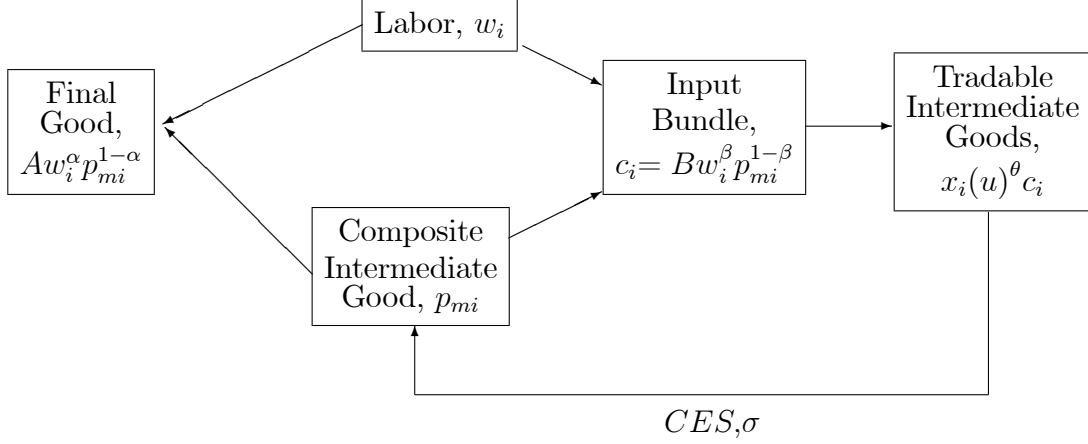 Labor, $w_i$
Final
Good,
$Aw_i^{\alpha}p_{mi}^{1-\alpha}$
Input
Bundle,
$c_i = Bw_i^{\beta}p_{mi}^{1-\beta}$
Tradable
Intermediate
Goods,
$x_i(u)^{\theta}c_i$
Composite
Intermediate
Good, $p_{mi}$
$CES,\sigma$